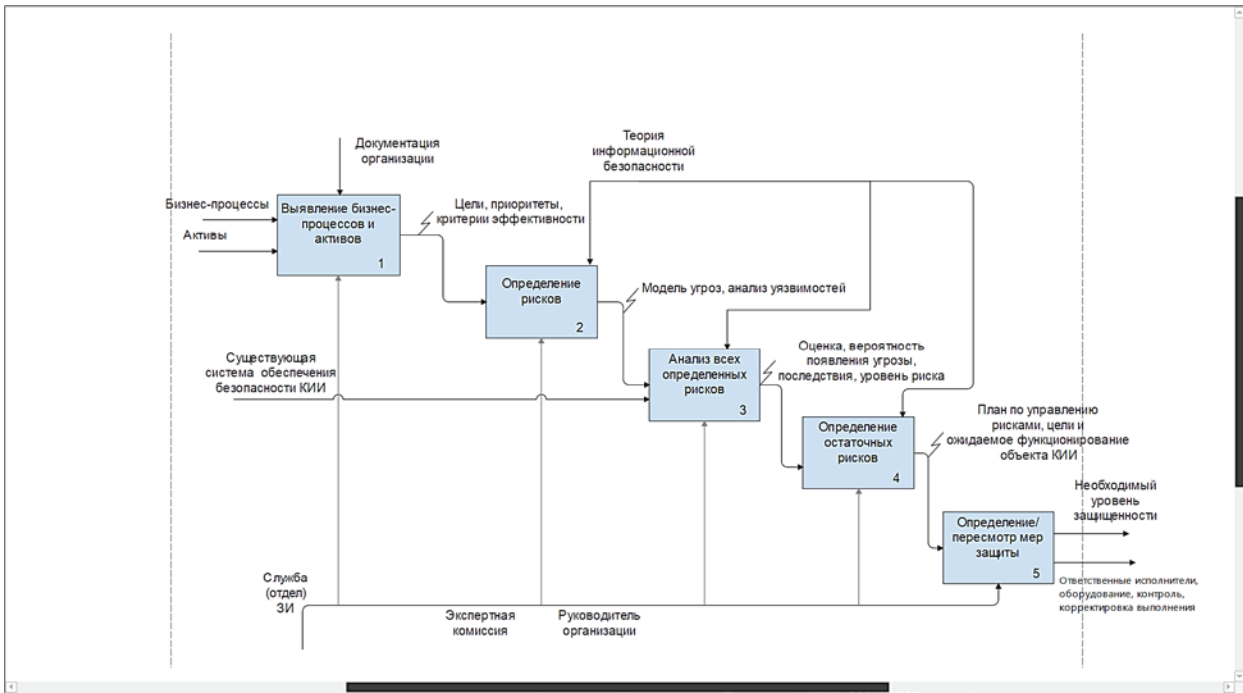 Документация
организации
Бизнес-процессы
Активы
Выявление бизнес-
процессов и
активов
1
Цели, приоритеты,
критерии эффективности
Теория
информационной
безопасности
Определение
рисков
2
Модель угроз, анализ уязвимостей
Существующая
система обеспечения
безопасности КИИ
Анализ всех
определенных
рисков
3
Оценка, вероятность
появления угрозы,
последствия, уровень риска
Определение
остаточных
рисков
4
План по управлению
рисками, цели и
ожидаемое функционирование
объекта КИИ
Определение/
пересмотр мер
защиты
5
Необходимый
уровень
защищенности
Ответственные исполнители,
оборудование, контроль,
корректировка выполнения
Служба
(отдел)
ЗИ
Экспертная
комиссия
Руководитель
организации